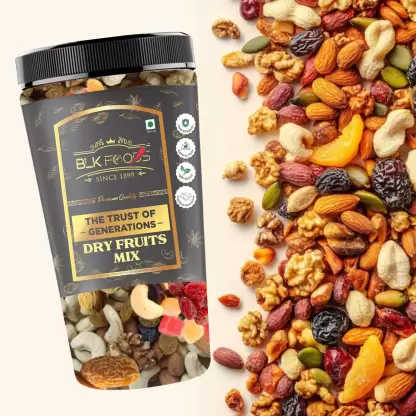 BLK FOODS
SINCE 1899
Premium Quality
THE TRUST OF
GENERATIONS
DRY FRUITS
MIX